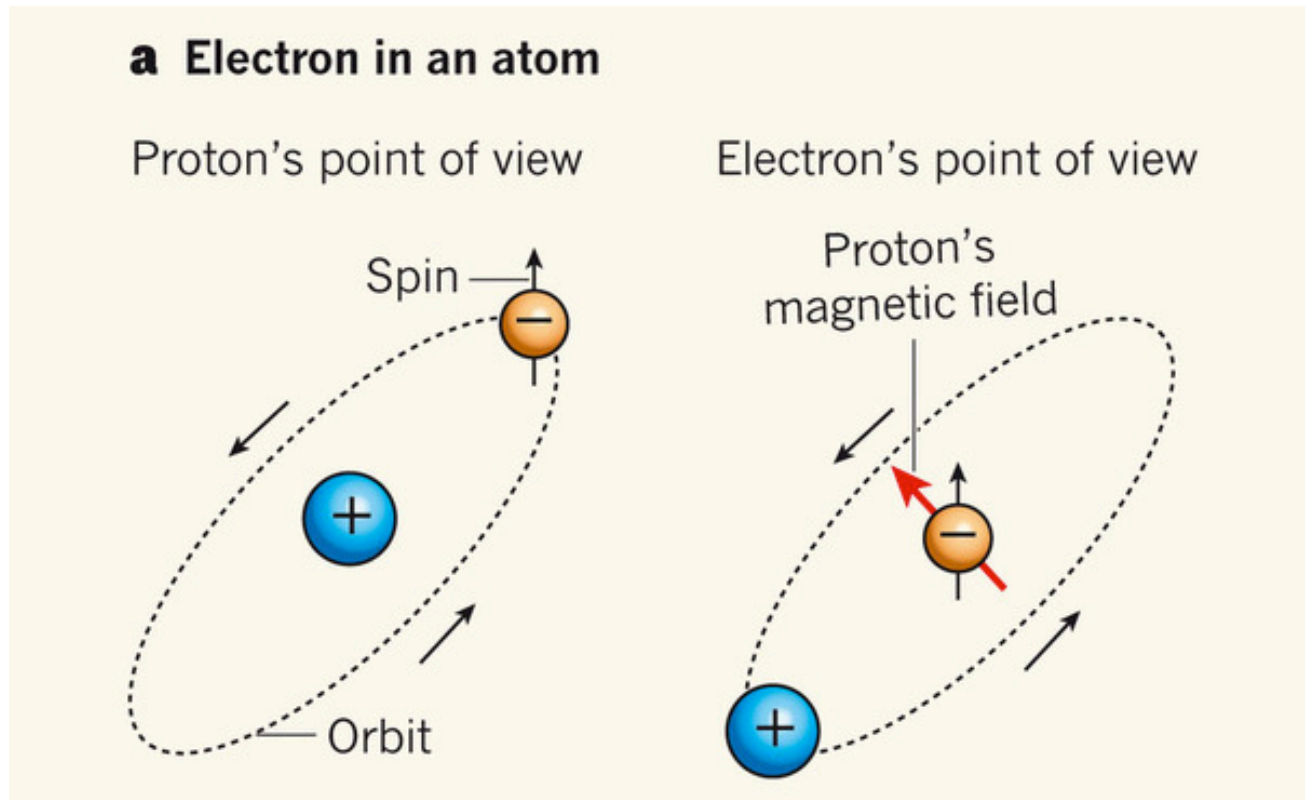 a Electron in an atom
Proton’s point of view
Spin
−
+
Orbit
Electron’s point of view
Proton’s
magnetic field
−
+